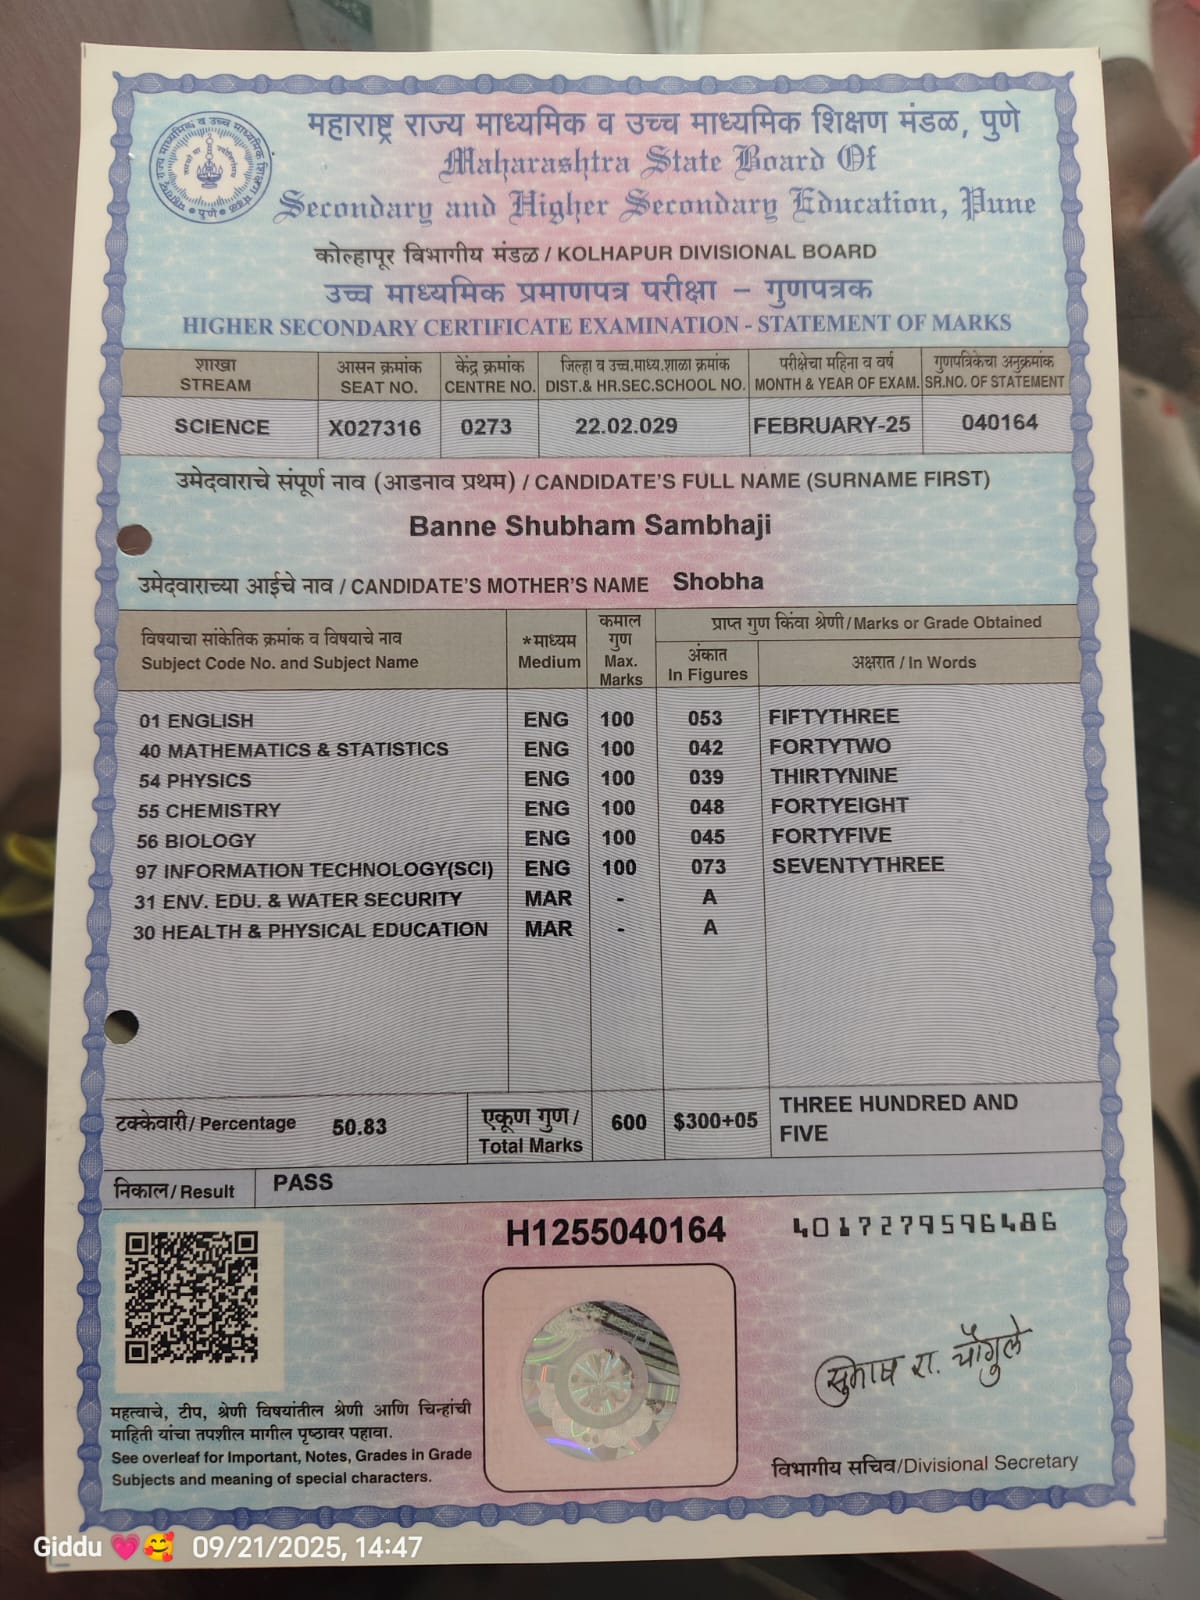 महाराष्ट्र राज्य माध्यमिक व उच्च माध्यमिक शिक्षण मंडळ, पुणे
Maharashtra State Board Of
Secondary and Higher Secondary Education, Pune
कोल्हापूर विभागीय मंडळ / KOLHAPUR DIVISIONAL BOARD
उच्च माध्यमिक प्रमाणपत्र परीक्षा – गुणपत्रक
HIGHER SECONDARY CERTIFICATE EXAMINATION - STATEMENT OF MARKS
शाखा आसन क्रमांक केंद्र क्रमांक जिल्हा व उच्च.माध्य.शाळा क्रमांक परीक्षेचा महिना व वर्ष गुणपत्रिकेचा अनुक्रमांक
STREAM SEAT NO. CENTRE NO. DIST.& HR.SEC.SCHOOL NO. MONTH & YEAR OF EXAM. SR.NO. OF STATEMENT
SCIENCE X027316 0273 22.02.029 FEBRUARY-25 040164
उमेदवाराचे संपूर्ण नाव (आडनाव प्रथम) / CANDIDATE'S FULL NAME (SURNAME FIRST)
Banne Shubham Sambhaji
उमेदवाराच्या आईचे नाव / CANDIDATE'S MOTHER'S NAME Shobha
विषयाचा सांकेतिक क्रमांक व विषयाचे नाव
Subject Code No. and Subject Name
*माध्यम
Medium
कमाल
गुण
Max.
Marks
प्राप्त गुण किंवा श्रेणी/Marks or Grade Obtained
अंकात
In Figures
अक्षरात / In Words
01 ENGLISH ENG 100 053 FIFTYTHREE
40 MATHEMATICS & STATISTICS ENG 100 042 FORTYTWO
54 PHYSICS ENG 100 039 THIRTYNINE
55 CHEMISTRY ENG 100 048 FORTYEIGHT
56 BIOLOGY ENG 100 045 FORTYFIVE
97 INFORMATION TECHNOLOGY(SCI) ENG 100 073 SEVENTYTHREE
31 ENV. EDU. & WATER SECURITY MAR - A
30 HEALTH & PHYSICAL EDUCATION MAR - A
टक्केवारी/ Percentage 50.83
एकूण गुण /
Total Marks
600 $300+05
THREE HUNDRED AND
FIVE
निकाल/Result PASS
H1255040164
4017279596486
सुभाष रा. चौगुले
महत्वाचे, टीप, श्रेणी विषयांतील श्रेणी आणि चिन्हांची
माहिती यांचा तपशील मागील पृष्ठावर पहावा.
See overleaf for Important, Notes, Grades in Grade
Subjects and meaning of special characters.
विभागीय सचिव/Divisional Secretary
Giddu 💗🥰 09/21/2025, 14:47